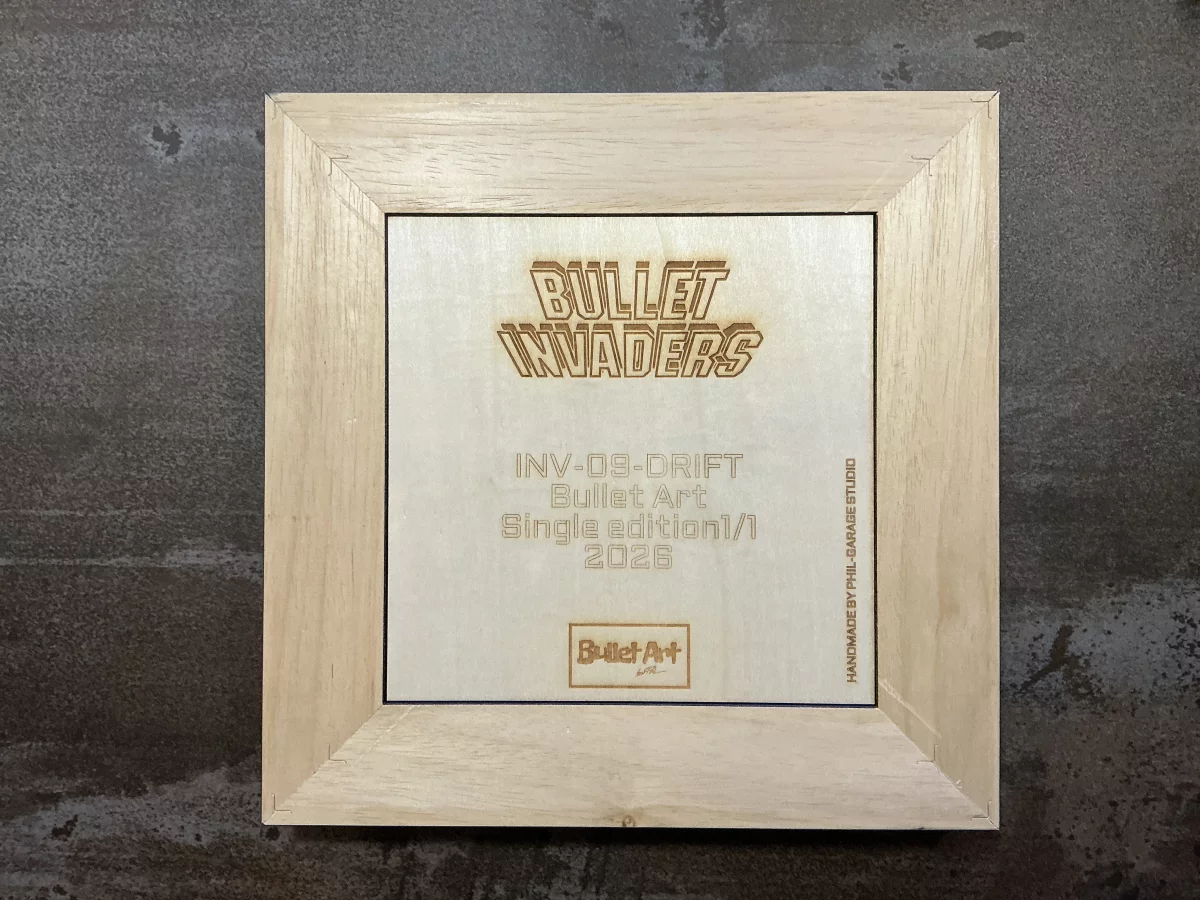 BULLET
INVADERS
INV-09-DRIFT
Bullet Art
Single edition1/1
2026
Bullet Art
HANDMADE BY PHIL-GARAGE STUDIO